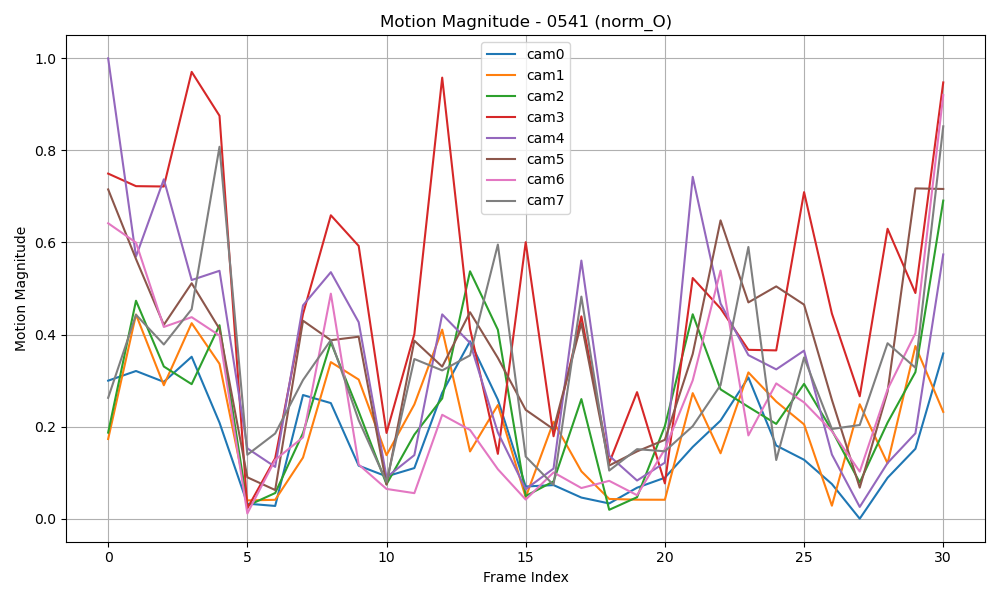 Motion Magnitude - 0541 (norm_O)
cam0
cam1
cam2
cam3
cam4
cam5
cam6
cam7
Motion Magnitude
1.0
0.8
0.6
0.4
0.2
0.0
0 5 10 15 20 25 30
Frame Index